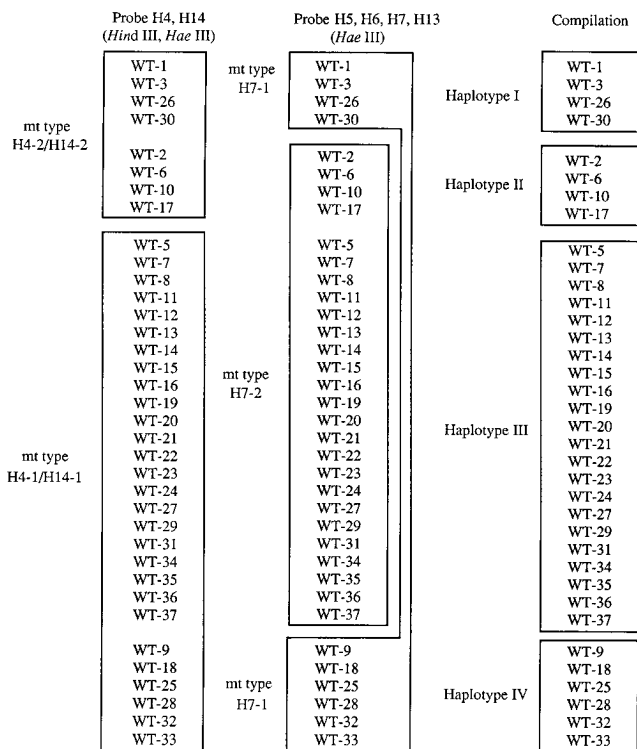 Probe H4, H14
(Hind III, Hae III)
mt type
H4-2/H14-2
WT-1
WT-3
WT-26
WT-30
WT-2
WT-6
WT-10
WT-17
mt type
H4-1/H14-1
WT-5
WT-7
WT-8
WT-11
WT-12
WT-13
WT-14
WT-15
WT-16
WT-19
WT-20
WT-21
WT-22
WT-23
WT-24
WT-27
WT-29
WT-31
WT-34
WT-35
WT-36
WT-37
WT-9
WT-18
WT-25
WT-28
WT-32
WT-33
Probe H5, H6, H7, H13
(Hae III)
mt type
H7-1
WT-1
WT-3
WT-26
WT-30
mt type
H7-2
WT-2
WT-6
WT-10
WT-17
WT-5
WT-7
WT-8
WT-11
WT-12
WT-13
WT-14
WT-15
WT-16
WT-19
WT-20
WT-21
WT-22
WT-23
WT-24
WT-27
WT-29
WT-31
WT-34
WT-35
WT-36
WT-37
mt type
H7-1
WT-9
WT-18
WT-25
WT-28
WT-32
WT-33
Compilation
Haplotype I
WT-1
WT-3
WT-26
WT-30
Haplotype II
WT-2
WT-6
WT-10
WT-17
Haplotype III
WT-5
WT-7
WT-8
WT-11
WT-12
WT-13
WT-14
WT-15
WT-16
WT-19
WT-20
WT-21
WT-22
WT-23
WT-24
WT-27
WT-29
WT-31
WT-34
WT-35
WT-36
WT-37
Haplotype IV
WT-9
WT-18
WT-25
WT-28
WT-32
WT-33